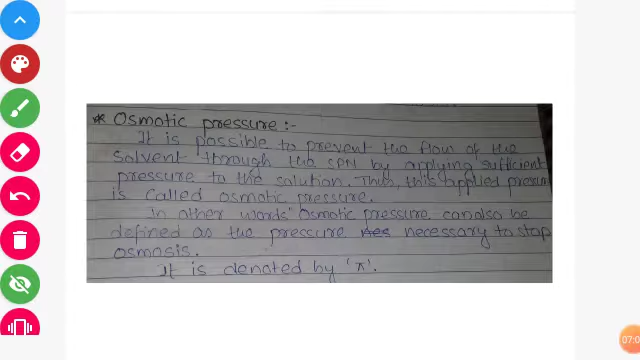 * Osmotic pressure :-
It is possible to prevent the flow of the
solvent through the SPM by applying sufficient
pressure to the solution. Thus, this applied pressure
is called osmotic pressure.
In other words osmotic pressure can also be
defined as the pressure necessary to stop
osmosis.
It is denoted by 'π'.
07:0